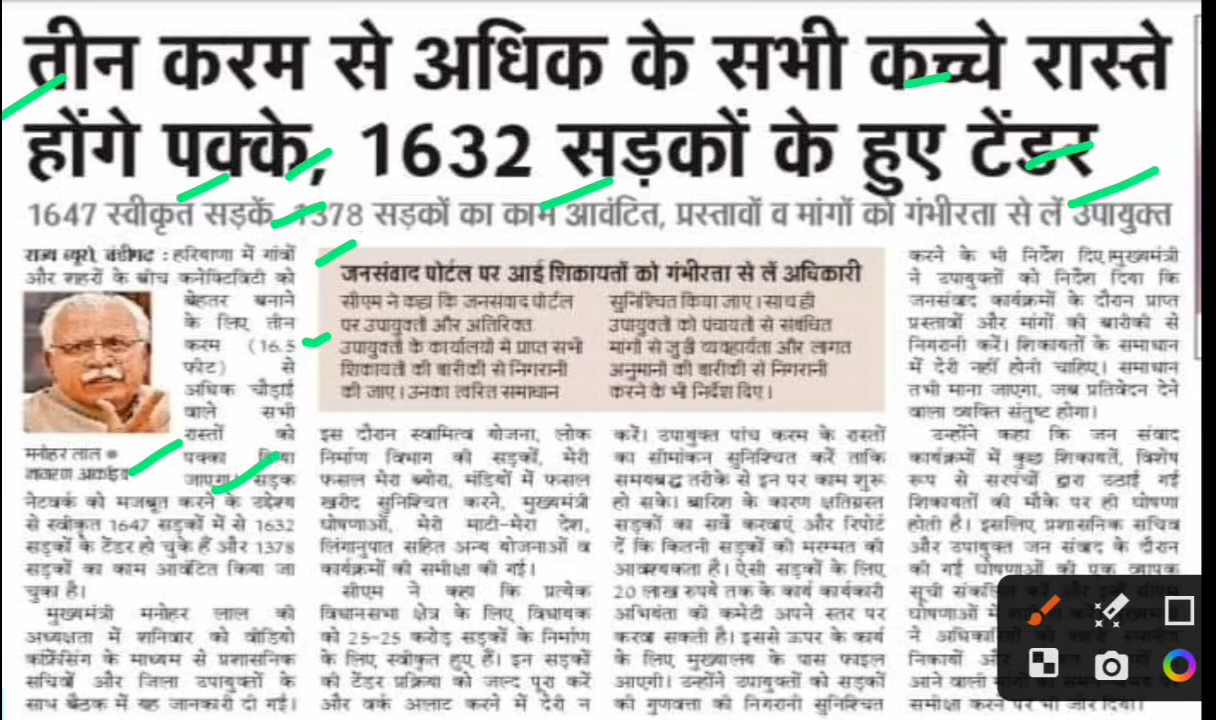 तीन करम से अधिक के सभी कच्चे रास्ते
होंगे पक्के, 1632 सड़कों के हुए टेंडर
1647 स्वीकृत सड़कें, 1378 सड़कों का काम आवंटित, प्रस्तावों व मांगों को गंभीरता से लें उपायुक्त
राज्य ब्यूरो, चंडीगढ़ : हरियाणा में गांवों
और शहरों के बीच कनेक्टिविटी को
बेहतर बनाने
के लिए तीन
करम (16.5
फीट) से
अधिक चौड़ाई
वाले सभी
रास्तों को
पक्का किया
जाएगा। सड़क
मनोहर लाल
नेटवर्क को मजबूत करने के उद्देश्य
से स्वीकृत 1647 सड़कों में से 1632
सड़कों के टेंडर हो चुके हैं और 1378
सड़कों का काम आवंटित किया जा
चुका है।
मुख्यमंत्री मनोहर लाल की
अध्यक्षता में शनिवार को वीडियो
कांफ्रेंसिंग के माध्यम से प्रशासनिक
सचिवों और जिला उपायुक्तों के
साथ बैठक में यह जानकारी दी गई।
जनसंवाद पोर्टल पर आई शिकायतों को गंभीरता से लें अधिकारी
सीएम ने कहा कि जनसंवाद पोर्टल
पर उपायुक्तों और अतिरिक्त
उपायुक्तों के कार्यालयों में प्राप्त सभी
शिकायतों की बारीकी से निगरानी
की जाए। उनका त्वरित समाधान
सुनिश्चित किया जाए। साथ ही
उपायुक्तों को पंचायतों से संबंधित
मांगों से जुड़ी व्यवहार्यता और लागत
अनुमानों की बारीकी से निगरानी
करने के भी निर्देश दिए।
इस दौरान स्वामित्व योजना, लोक
निर्माण विभाग की सड़कों, मेरी
फसल मेरा ब्योरा, मंडियों में फसल
खरीद सुनिश्चित करने, मुख्यमंत्री
घोषणाओं, मेरी माटी-मेरा देश,
लिंगानुपात सहित अन्य योजनाओं व
कार्यक्रमों की समीक्षा की गई।
सीएम ने कहा कि प्रत्येक
विधानसभा क्षेत्र के लिए विधायक
को 25-25 करोड़ सड़कों के निर्माण
के लिए स्वीकृत हुए हैं। इन सड़कों
की टेंडर प्रक्रिया को जल्द पूरा करें
और वर्क अलाट करने में देरी न
करें। उपायुक्त पांच करम के रास्तों
का सीमांकन सुनिश्चित करें ताकि
समयबद्ध तरीके से इन पर काम शुरू
हो सके। बारिश के कारण क्षतिग्रस्त
सड़कों का सर्वे करवाएं और रिपोर्ट
दें कि कितनी सड़कों की मरम्मत की
आवश्यकता है। ऐसी सड़कों के लिए
20 लाख रुपये तक के कार्य कार्यकारी
अभियंता की कमेटी अपने स्तर पर
करवा सकती है। इससे ऊपर के कार्य
के लिए मुख्यालय के पास फाइल
आएगी। उन्होंने उपायुक्तों को सड़कों
की गुणवत्ता की निगरानी सुनिश्चित
करने के भी निर्देश दिए। मुख्यमंत्री
ने उपायुक्तों को निर्देश दिया कि
जनसंवाद कार्यक्रमों के दौरान प्राप्त
प्रस्तावों और मांगों की बारीकी से
निगरानी करें। शिकायतों के समाधान
में देरी नहीं होनी चाहिए। समाधान
तभी माना जाएगा, जब प्रतिवेदन देने
वाला व्यक्ति संतुष्ट होगा।
उन्होंने कहा कि जन संवाद
कार्यक्रमों में कुछ शिकायतों, विशेष
रूप से सरपंचों द्वारा उठाई गई
शिकायतों की मौके पर ही घोषणा
होती है। इसलिए प्रशासनिक सचिव
और उपायुक्त जन संवाद के दौरान
की गई घोषणाओं की एक व्यापक
सूची
घोषणाओं में
ने
निकायों
आने वाली
समीक्षा करने पर भी जोर दिया।